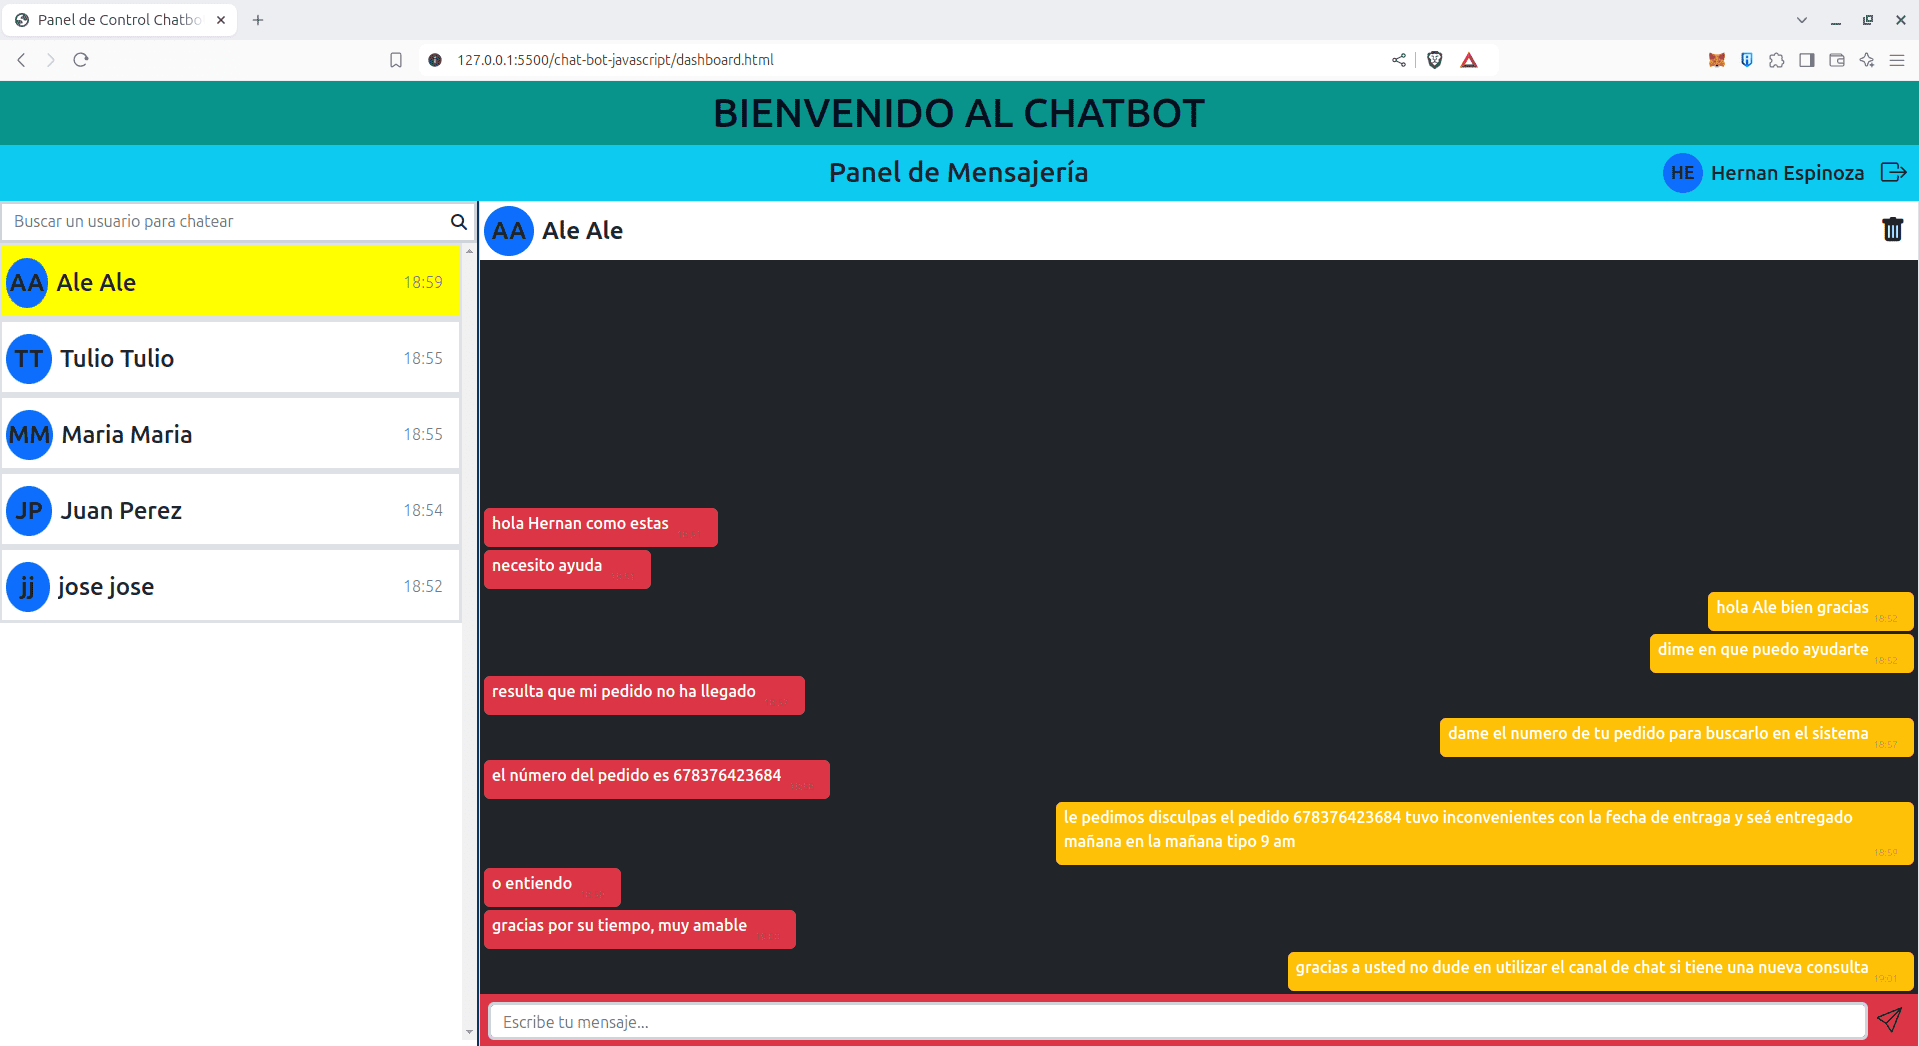 Panel de Control Chatbo
127.0.0.1:5500/chat-bot-javascript/dashboard.html
BIENVENIDO AL CHATBOT
Panel de Mensajería
HE Hernan Espinoza
Buscar un usuario para chatear
AA Ale Ale 18:59
TT Tulio Tulio 18:55
MM Maria Maria 18:55
JP Juan Perez 18:54
jj jose jose 18:52
AA Ale Ale
hola Hernan como estas
necesito ayuda
hola Ale bien gracias 18:52
dime en que puedo ayudarte 18:52
resulta que mi pedido no ha llegado
dame el numero de tu pedido para buscarlo en el sistema 18:57
el número del pedido es 678376423684
le pedimos disculpas el pedido 678376423684 tuvo inconvenientes con la fecha de entraga y seá entregado
mañana en la mañana tipo 9 am 18:59
o entiendo
gracias por su tiempo, muy amable
gracias a usted no dude en utilizar el canal de chat si tiene una nueva consulta 19:01
Escribe tu mensaje...